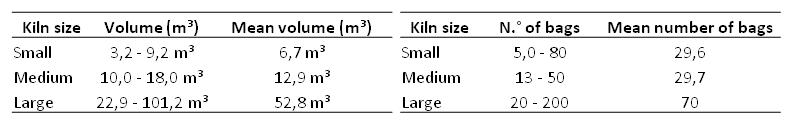 Kiln size Volume (m³) Mean volume (m³)
Small 3,2 - 9,2 m³ 6,7 m³
Medium 10,0 - 18,0 m³ 12,9 m³
Large 22,9 - 101,2 m³ 52,8 m³
Kiln size N.° of bags Mean number of bags
Small 5,0 - 80 29,6
Medium 13 - 50 29,7
Large 20 - 200 70